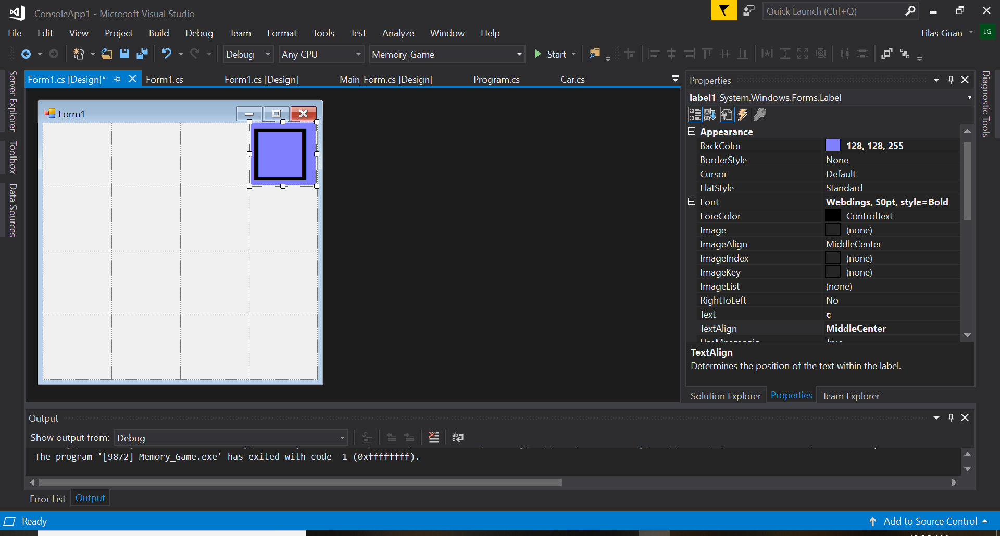 ConsoleApp1 - Microsoft Visual Studio
Quick Launch (Ctrl+Q)
File Edit View Project Build Debug Team Format Tools Test Analyze Window Help
Lilas Guan LG
Debug Any CPU Memory_Game Start
Server Explorer
Toolbox
Data Sources
Form1.cs [Design]* Form1.cs Form1.cs [Design] Main_Form.cs [Design] Program.cs Car.cs
Form1
Properties
label1 System.Windows.Forms.Label
Appearance
BackColor 128, 128, 255
BorderStyle None
Cursor Default
FlatStyle Standard
Font Webdings, 50pt, style=Bold
ForeColor ControlText
Image (none)
ImageAlign MiddleCenter
ImageIndex (none)
ImageKey (none)
ImageList (none)
RightToLeft No
Text c
TextAlign MiddleCenter
UseMnemonic True
TextAlign
Determines the position of the text within the label.
Solution Explorer Properties Team Explorer
Diagnostic Tools
Output
Show output from: Debug
The program '[9872] Memory_Game.exe' has exited with code -1 (0xffffffff).
Error List Output
Ready
Add to Source Control